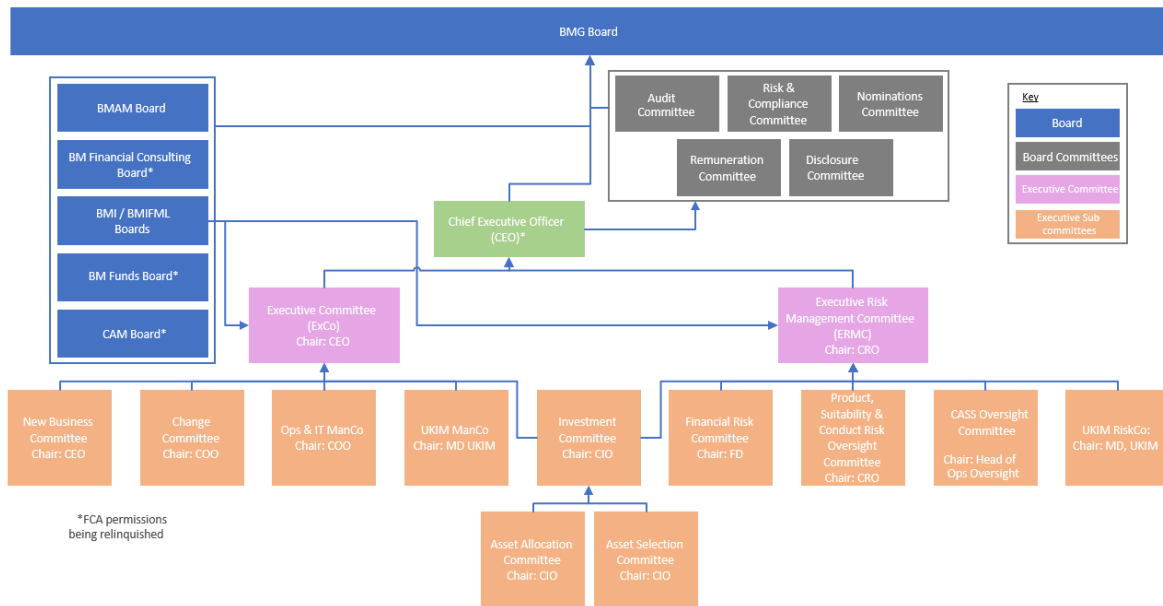 BMG Board
BMAM Board
BM Financial Consulting
Board*
BMI / BMIFML
Boards
BM Funds Board*
CAM Board*
Audit
Committee
Risk &
Compliance
Committee
Nominations
Committee
Remuneration
Committee
Disclosure
Committee
Key
Board
Board Committees
Executive Committee
Executive Sub
committees
Chief Executive Officer
(CEO)*
Executive Committee
(ExCo)
Chair: CEO
Executive Risk
Management Committee
(ERMC)
Chair: CRO
New Business
Committee
Chair: CEO
Change
Committee
Chair: COO
Ops & IT ManCo
Chair: COO
UKIM ManCo
Chair: MD UKIM
Investment
Committee
Chair: CIO
Financial Risk
Committee
Chair: FD
Product,
Suitability &
Conduct Risk
Oversight
Committee
Chair: CRO
CASS Oversight
Committee
Chair: Head of
Ops Oversight
UKIM RiskCo:
Chair: MD, UKIM
*FCA permissions
being relinquished
Asset Allocation
Committee
Chair: CIO
Asset Selection
Committee
Chair: CIO